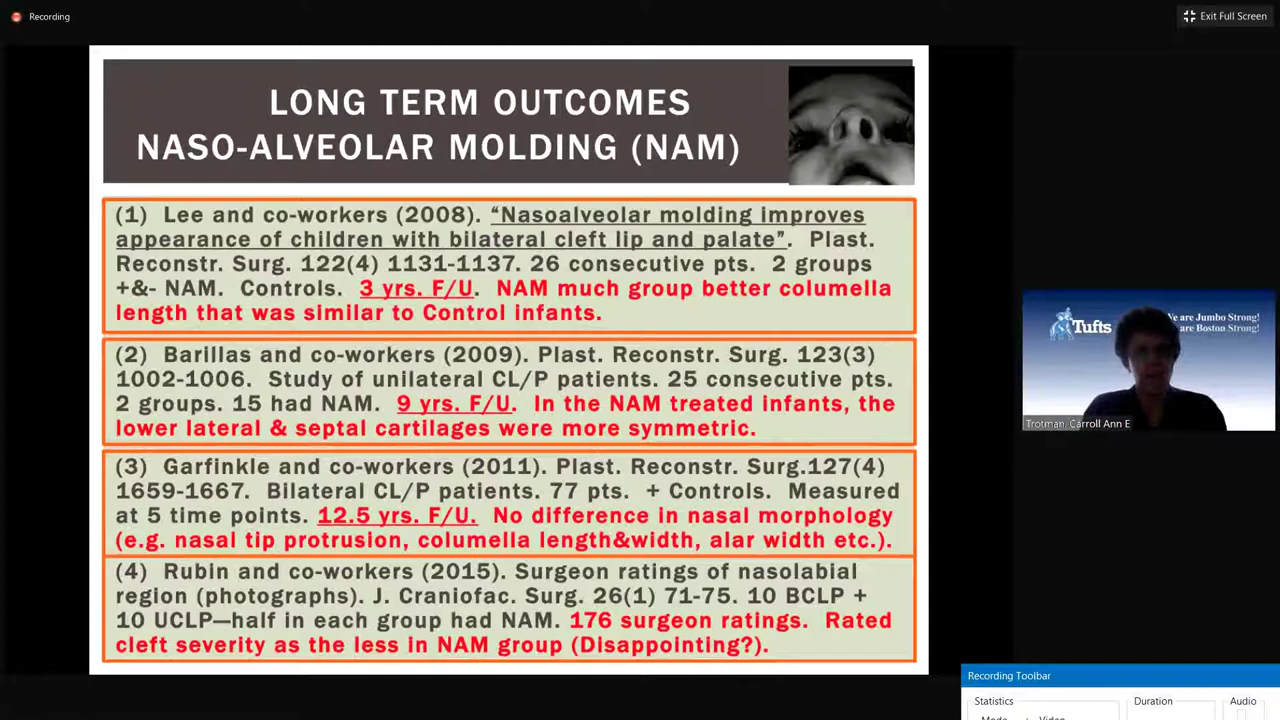 Recording
Exit Full Screen
LONG TERM OUTCOMES
NASO-ALVEOLAR MOLDING (NAM)
(1) Lee and co-workers (2008). “Nasoalveolar molding improves
appearance of children with bilateral cleft lip and palate”. Plast.
Reconstr. Surg. 122(4) 1131-1137. 26 consecutive pts. 2 groups
+&- NAM. Controls. 3 yrs. F/U. NAM much group better columella
length that was similar to Control infants.
(2) Barillas and co-workers (2009). Plast. Reconstr. Surg. 123(3)
1002-1006. Study of unilateral CL/P patients. 25 consecutive pts.
2 groups. 15 had NAM. 9 yrs. F/U. In the NAM treated infants, the
lower lateral & septal cartilages were more symmetric.
(3) Garfinkle and co-workers (2011). Plast. Reconstr. Surg.127(4)
1659-1667. Bilateral CL/P patients. 77 pts. + Controls. Measured
at 5 time points. 12.5 yrs. F/U. No difference in nasal morphology
(e.g. nasal tip protrusion, columella length&width, alar width etc.).
(4) Rubin and co-workers (2015). Surgeon ratings of nasolabial
region (photographs). J. Craniofac. Surg. 26(1) 71-75. 10 BCLP +
10 UCLP—half in each group had NAM. 176 surgeon ratings. Rated
cleft severity as the less in NAM group (Disappointing?).
Tufts
e are Jumbo Strong!
e are Boston Strong!
Trotman, Carroll Ann E
Recording Toolbar
Statistics
Duration
Audio
Mode
Video